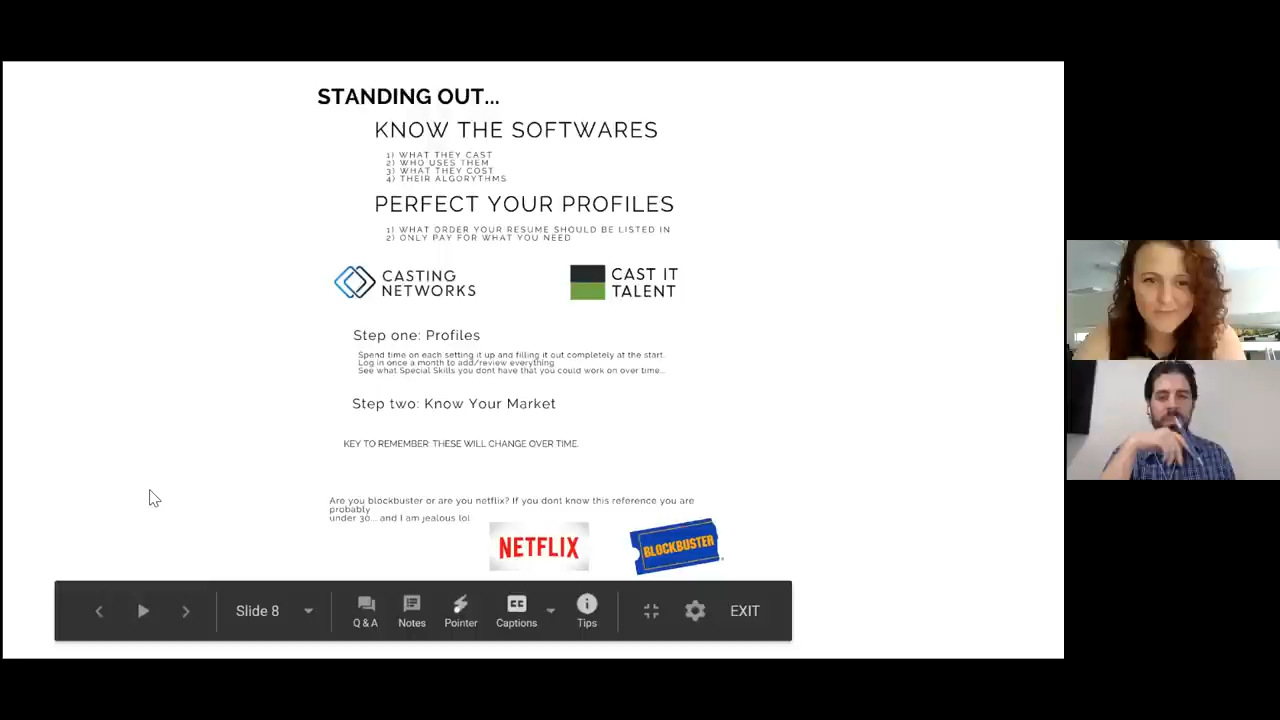 STANDING OUT...
KNOW THE SOFTWARES
1) WHAT THEY CAST
2) WHO USES THEM
3) WHAT THEY COST
4) THEIR ALGORYTHMS
PERFECT YOUR PROFILES
1) WHAT ORDER YOUR RESUME SHOULD BE LISTED IN
2) ONLY PAY FOR WHAT YOU NEED
CASTING
NETWORKS
CAST IT
TALENT
Step one: Profiles
Spend time on each setting it up and filling it out completely at the start.
Log in once a month to add/review everything
See what Special Skills you dont have that you could work on over time...
Step two: Know Your Market
KEY TO REMEMBER: THESE WILL CHANGE OVER TIME.
Are you blockbuster or are you netflix? If you dont know this reference you are
probably
under 30... and I am jealous lol
NETFLIX
BLOCKBUSTER
Slide 8
Q & A
Notes
Pointer
Captions
Tips
EXIT